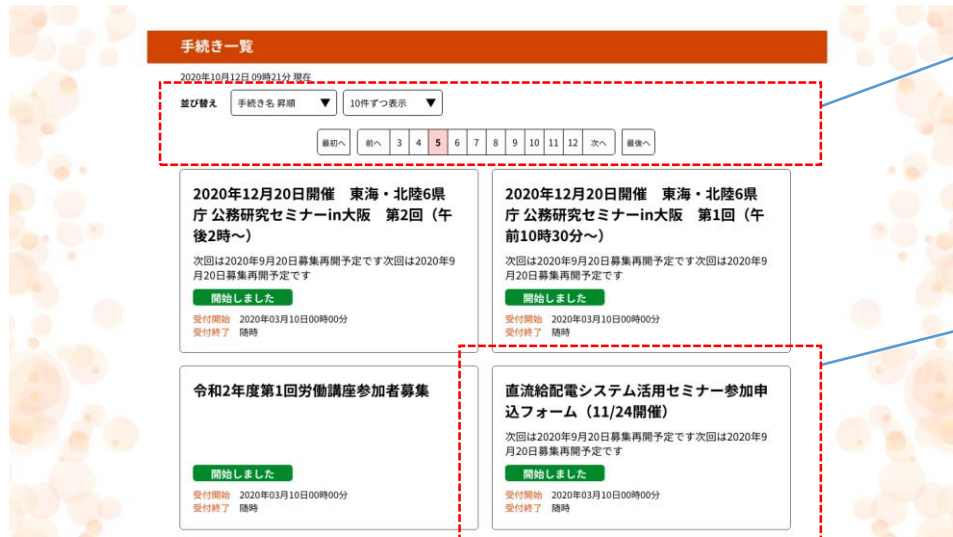 手続き一覧
2020年10月12日 09時21分 現在
並び替え 手続き名 昇順 ▼ 10件ずつ表示 ▼
最初へ 前へ 3 4 5 6 7 8 9 10 11 12 次へ 最後へ
2020年12月20日開催 東海・北陸6県
庁 公務研究セミナーin大阪 第2回（午
後2時～）
次回は2020年9月20日募集再開予定です次回は2020年9
月20日募集再開予定です
開始しました
受付開始 2020年03月10日00時00分
受付終了 随時
2020年12月20日開催 東海・北陸6県
庁 公務研究セミナーin大阪 第1回（午
前10時30分～）
次回は2020年9月20日募集再開予定です次回は2020年9
月20日募集再開予定です
開始しました
受付開始 2020年03月10日00時00分
受付終了 随時
令和2年度第1回労働講座参加者募集
開始しました
受付開始 2020年03月10日00時00分
受付終了 随時
直流給配電システム活用セミナー参加申
込フォーム（11/24開催）
次回は2020年9月20日募集再開予定です次回は2020年9
月20日募集再開予定です
開始しました
受付開始 2020年03月10日00時00分
受付終了 随時